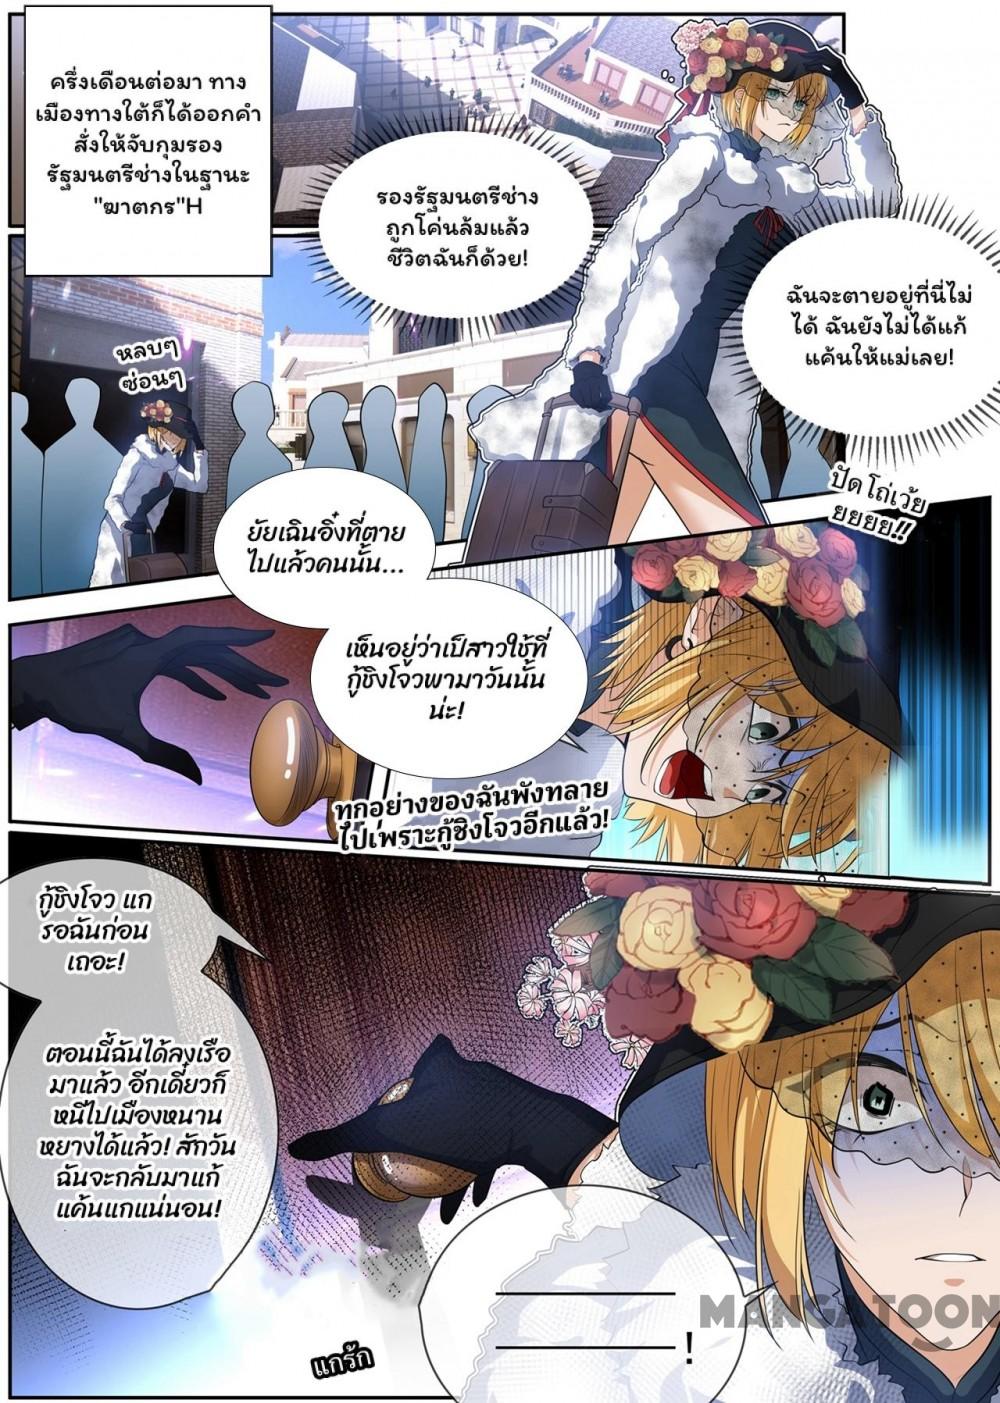 ครึ่งเดือนต่อมา ทาง
เมืองทางใต้ก็ได้ออกคำ
สั่งให้จับกุมรอง
รัฐมนตรีช่างในฐานะ
"ฆาตกร"H
รองรัฐมนตรีช่าง
ถูกโค่นล้มแล้ว
ชีวิตฉันก็ด้วย!
ฉันจะตายอยู่ที่นี่ไม่
ได้ ฉันยังไม่ได้แก้
แค้นให้แม่เลย!
หลบๆ
ซ่อนๆ
ปัดโถ่เว้ย
ยยยย!!
ยัยเฉินอิ๋งที่ตาย
ไปแล้วคนนั้น...
เห็นอยู่ว่าเป็สาวใช้ที่
กู้ชิงโจวพามาวันนั้น
น่ะ!
ทุกอย่างของฉันพังทลาย
ไปเพราะกู้ชิงโจวอีกแล้ว!
กู้ชิงโจว แก
รอฉันก่อน
เถอะ!
ตอนนี้ฉันได้ลงเรือ
มาแล้ว อีกเดี๋ยวก็
หนีไปเมืองหนาน
หยางได้แล้ว! สักวัน
ฉันจะกลับมาแก้
แค้นแกแน่นอน!
แกร้ก
!
MANGATOON